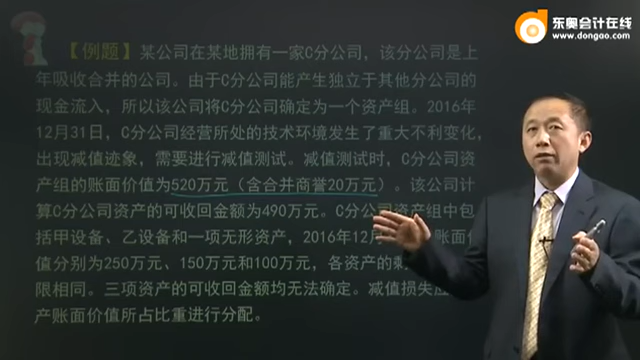 东奥会计在线
www.dongao.com
【例题】某公司在某地拥有一家C分公司,该分公司是上
年吸收合并的公司。由于C分公司能产生独立于其他分公司的
现金流入,所以该公司将C分公司确定为一个资产组。2016年
12月31日,C分公司经营所处的技术环境发生了重大不利变化,
出现减值迹象,需要进行减值测试。减值测试时,C分公司资
产组的账面价值为520万元(含合并商誉20万元)。该公司计
算C分公司资产的可收回金额为490万元。C分公司资产组中包
括甲设备、乙设备和一项无形资产,2016年12月 账面价
值分别为250万元、150万元和100万元,各资产的剩
限相同。三项资产的可收回金额均无法确定。减值损失应
产账面价值所占比重进行分配。